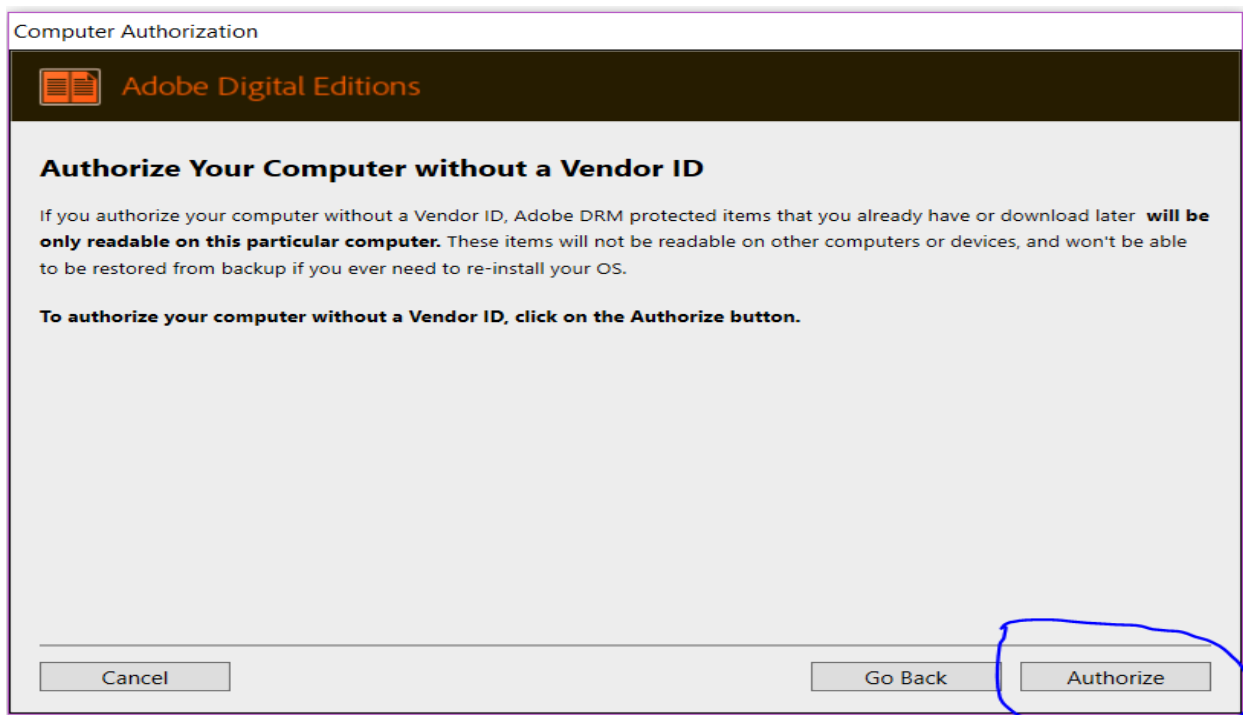 Computer Authorization
Adobe Digital Editions
Authorize Your Computer without a Vendor ID
If you authorize your computer without a Vendor ID, Adobe DRM protected items that you already have or download later will be
only readable on this particular computer. These items will not be readable on other computers or devices, and won't be able
to be restored from backup if you ever need to re-install your OS.
To authorize your computer without a Vendor ID, click on the Authorize button.
Cancel Go Back Authorize